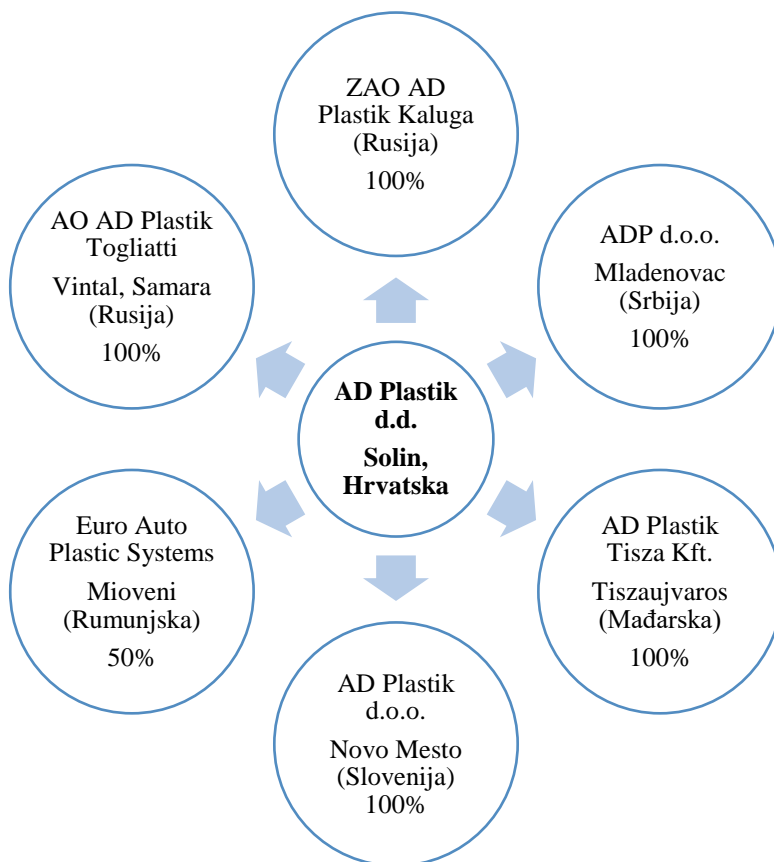 ZAO AD
Plastik Kaluga
(Rusija)
100%
AO AD Plastik
Togliatti
Vintal, Samara
(Rusija)
100%
ADP d.o.o.
Mladenovac
(Srbija)
100%
AD Plastik
d.d.
Solin,
Hrvatska
Euro Auto
Plastic Systems
Mioveni
(Rumunjska)
50%
AD Plastik
Tisza Kft.
Tiszaujvaros
(Mađarska)
100%
AD Plastik
d.o.o.
Novo Mesto
(Slovenija)
100%